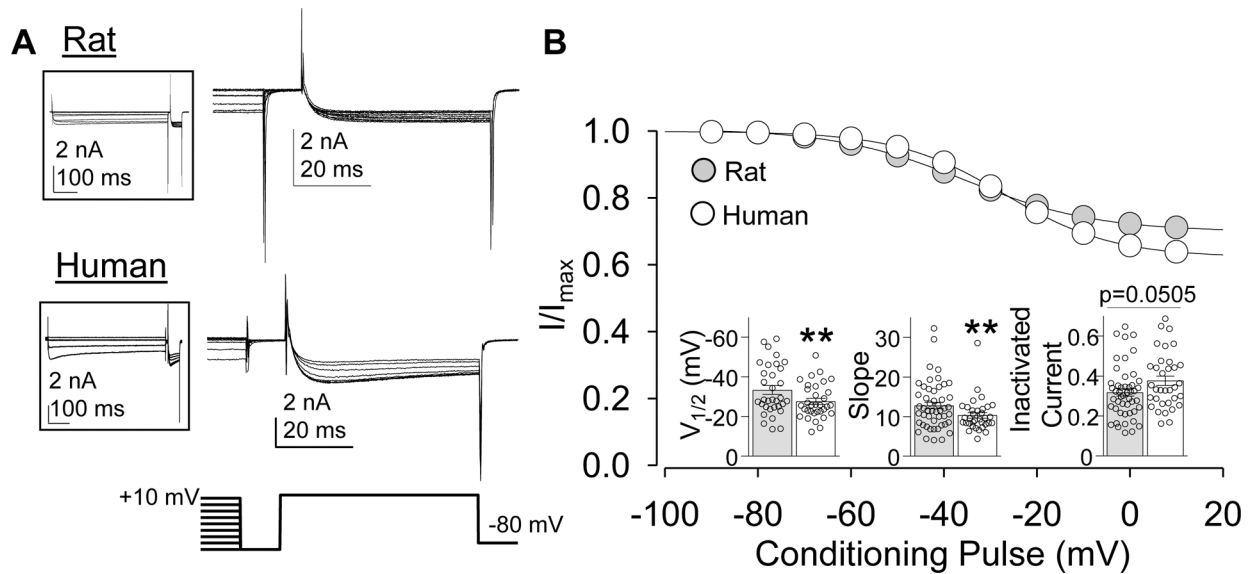 A
Rat
2 nA
100 ms
2 nA
20 ms
Human
2 nA
100 ms
2 nA
20 ms
+10 mV
-80 mV
B
I/Imax
1.0
0.8
0.6
0.4
0.2
0.0
Rat
Human
V1/2 (mV)
-60
-40
-20
0
**
Slope
30
20
10
0
**
Inactivated
Current
0.6
0.4
0.2
0
p=0.0505
-100 -80 -60 -40 -20 0 20
Conditioning Pulse (mV)